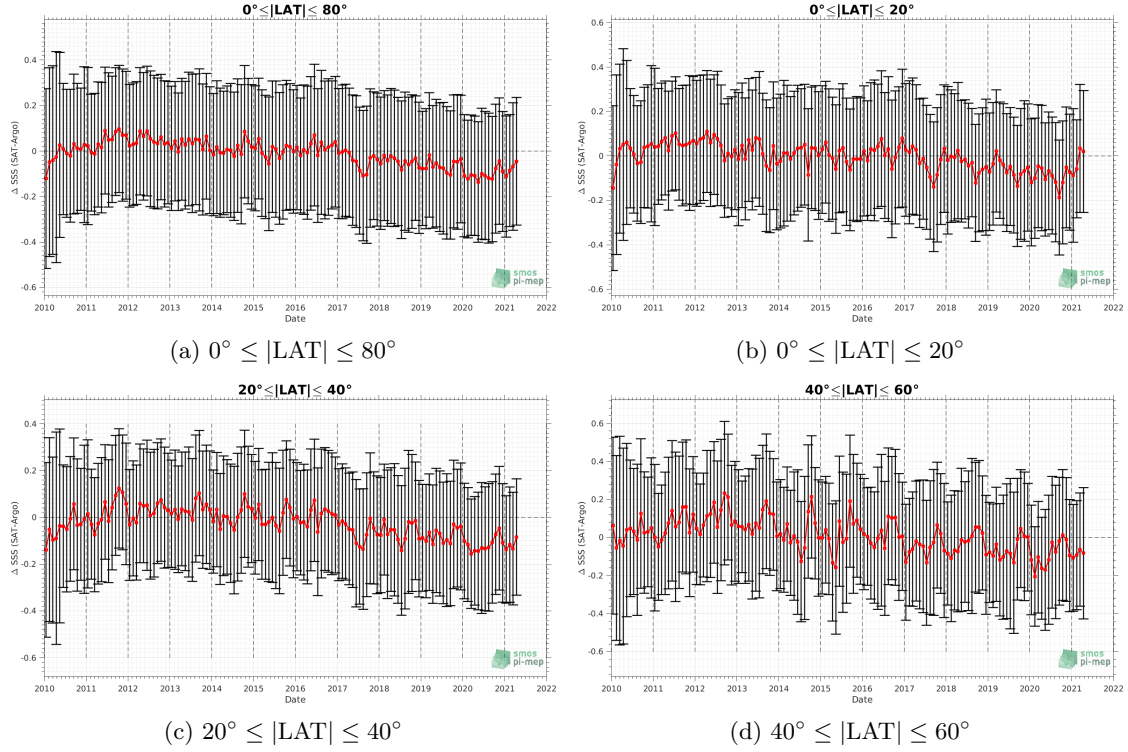 0°≤|LAT|≤ 80°
0.4
0.2
0
-0.2
-0.4
-0.6
Δ SSS (SAT-Argo)
2010 2011 2012 2013 2014 2015 2016 2017 2018 2019 2020 2021 2022
Date
smos
pi-mep
(a) 0° ≤ |LAT| ≤ 80°
0°≤|LAT|≤ 20°
0.6
0.4
0.2
0
-0.2
-0.4
-0.6
Δ SSS (SAT-Argo)
2010 2011 2012 2013 2014 2015 2016 2017 2018 2019 2020 2021 2022
Date
smos
pi-mep
(b) 0° ≤ |LAT| ≤ 20°
20°≤|LAT|≤ 40°
0.4
0.2
0
-0.2
-0.4
-0.6
Δ SSS (SAT-Argo)
2010 2011 2012 2013 2014 2015 2016 2017 2018 2019 2020 2021 2022
Date
smos
pi-mep
(c) 20° ≤ |LAT| ≤ 40°
40°≤|LAT|≤ 60°
0.6
0.4
0.2
0
-0.2
-0.4
-0.6
Δ SSS (SAT-Argo)
2010 2011 2012 2013 2014 2015 2016 2017 2018 2019 2020 2021 2022
Date
smos
pi-mep
(d) 40° ≤ |LAT| ≤ 60°